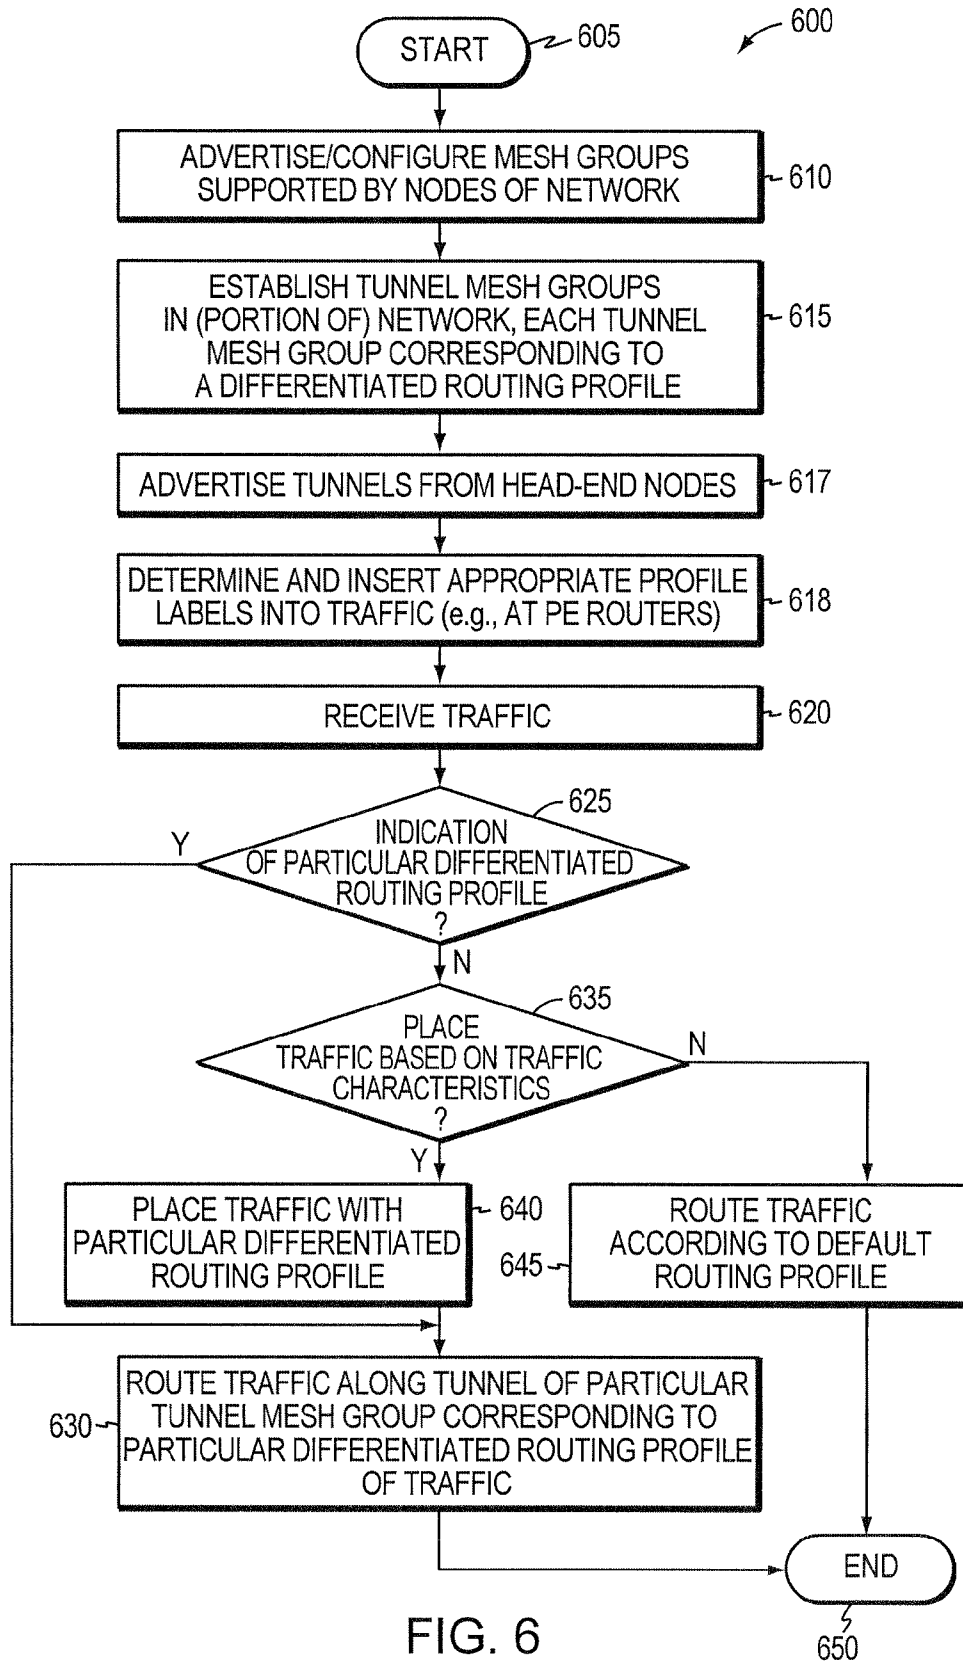 600
START
605
ADVERTISE/CONFIGURE MESH GROUPS
SUPPORTED BY NODES OF NETWORK
610
ESTABLISH TUNNEL MESH GROUPS
IN (PORTION OF) NETWORK, EACH TUNNEL
MESH GROUP CORRESPONDING TO
A DIFFERENTIATED ROUTING PROFILE
615
ADVERTISE TUNNELS FROM HEAD-END NODES
617
DETERMINE AND INSERT APPROPRIATE PROFILE
LABELS INTO TRAFFIC (e.g., AT PE ROUTERS)
618
RECEIVE TRAFFIC
620
625
INDICATION
OF PARTICULAR DIFFERENTIATED
ROUTING PROFILE
?
Y
N
635
PLACE
TRAFFIC BASED ON TRAFFIC
CHARACTERISTICS
?
N
Y
PLACE TRAFFIC WITH
PARTICULAR DIFFERENTIATED
ROUTING PROFILE
640
ROUTE TRAFFIC
ACCORDING TO DEFAULT
ROUTING PROFILE
645
ROUTE TRAFFIC ALONG TUNNEL OF PARTICULAR
TUNNEL MESH GROUP CORRESPONDING TO
PARTICULAR DIFFERENTIATED ROUTING PROFILE
OF TRAFFIC
630
END
650
FIG. 6